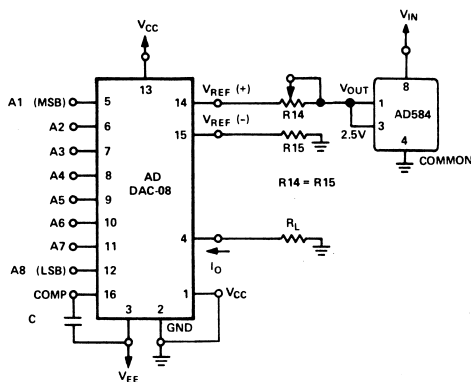 VCC
VIN
13
8
A1 (MSB) 5
14 VREF (+)
R14
VOUT
1 AD584
3
2.5V
4
COMMON
A2 6
15 VREF (-)
R15
A3 7
AD
DAC-08
A4 8
R14 = R15
A5 9
A6 10
A7 11
4
RL
IO
A8 (LSB) 12
COMP 16
1 VCC
C
3 2 GND
VEE